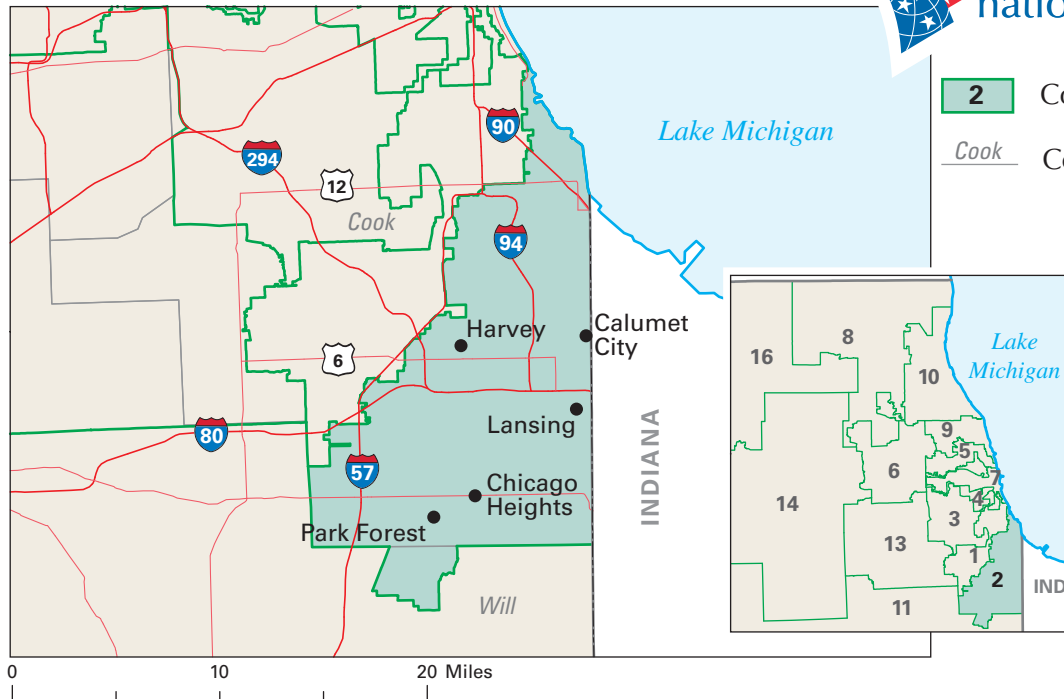 natio
2 Co
Cook Co
Lake Michigan
90
294
12
Cook
94
Harvey
Calumet
City
6
Lansing
80
57
INDIANA
Chicago
Heights
Park Forest
Will
0 10 20 Miles
8
16
Lake
Michigan
10
9
5
6
7
4
14
3
13
1
2
IND
11